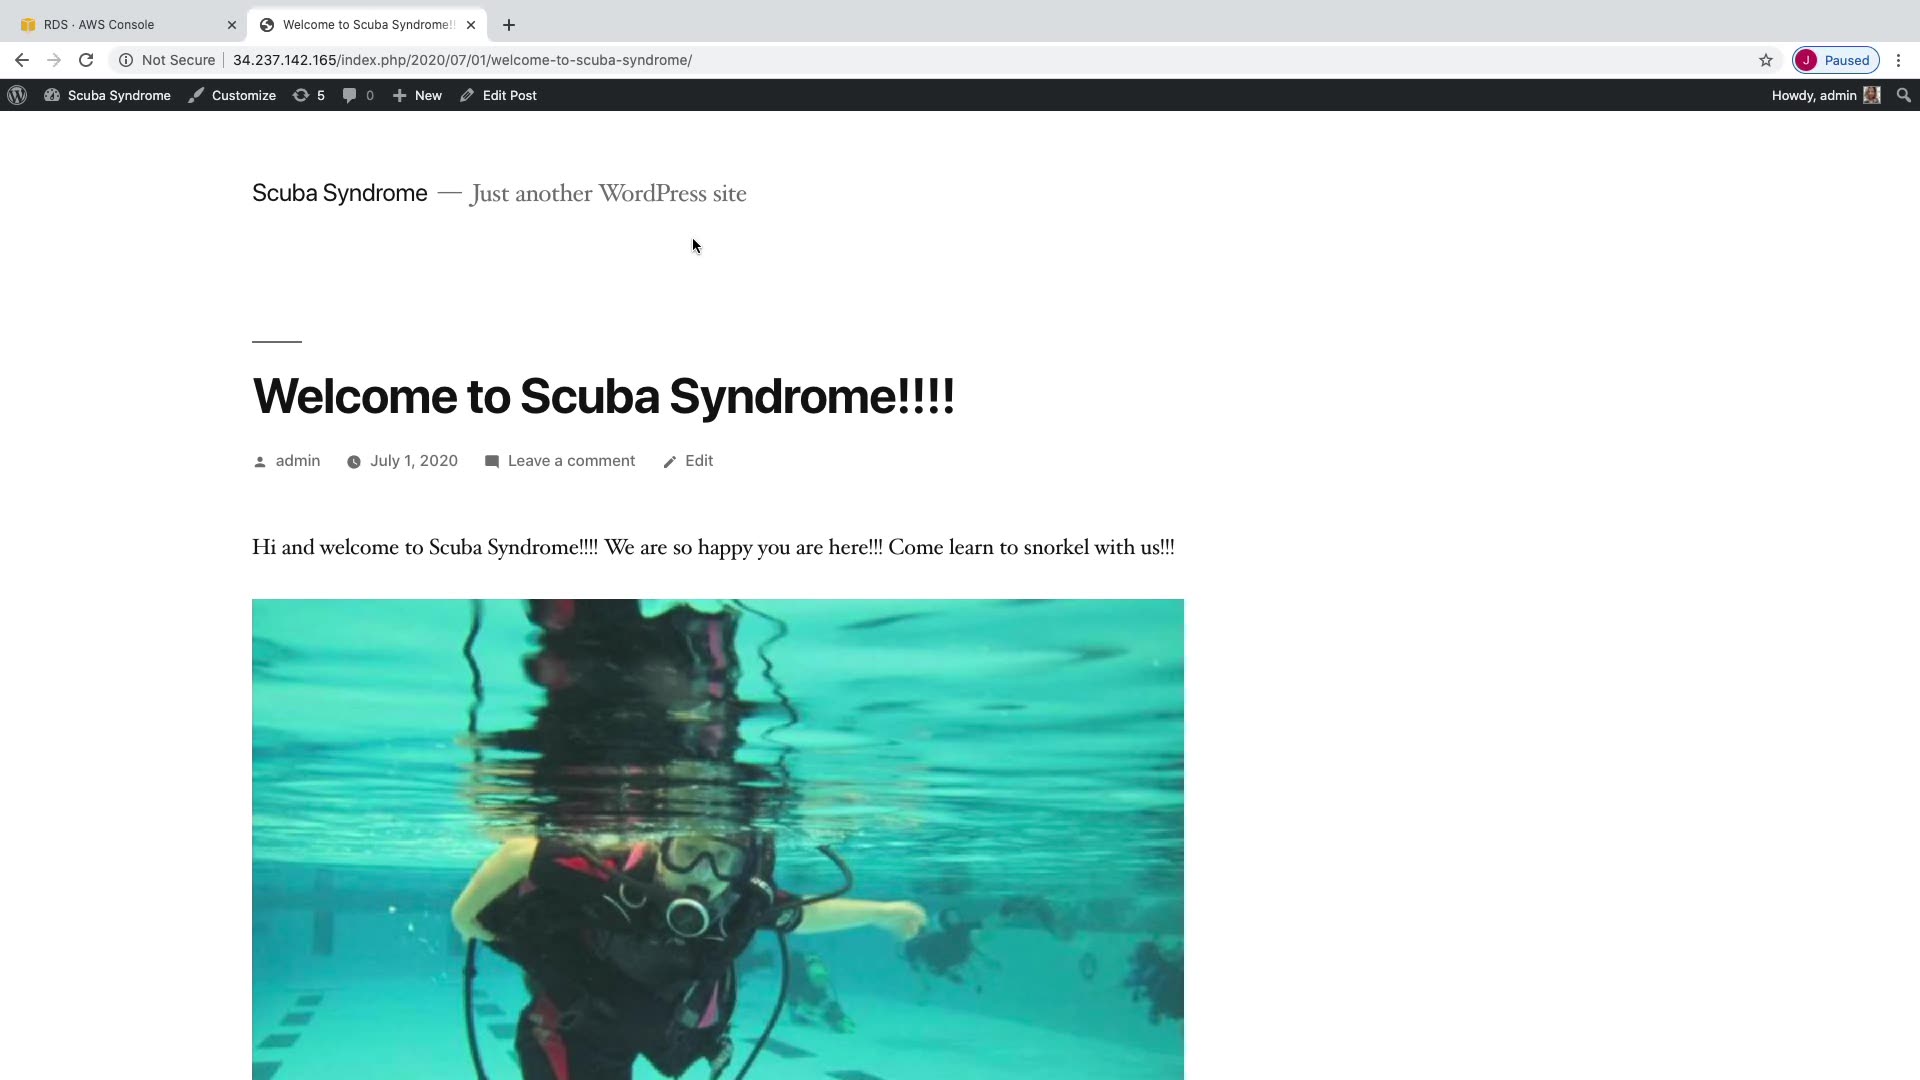 RDS · AWS Console
Welcome to Scuba Syndrome!!
Not Secure 34.237.142.165/index.php/2020/07/01/welcome-to-scuba-syndrome/
J Paused
Scuba Syndrome Customize 5 0 New Edit Post Howdy, admin
Scuba Syndrome — Just another WordPress site
Welcome to Scuba Syndrome!!!!
admin July 1, 2020 Leave a comment Edit
Hi and welcome to Scuba Syndrome!!!! We are so happy you are here!!! Come learn to snorkel with us!!!